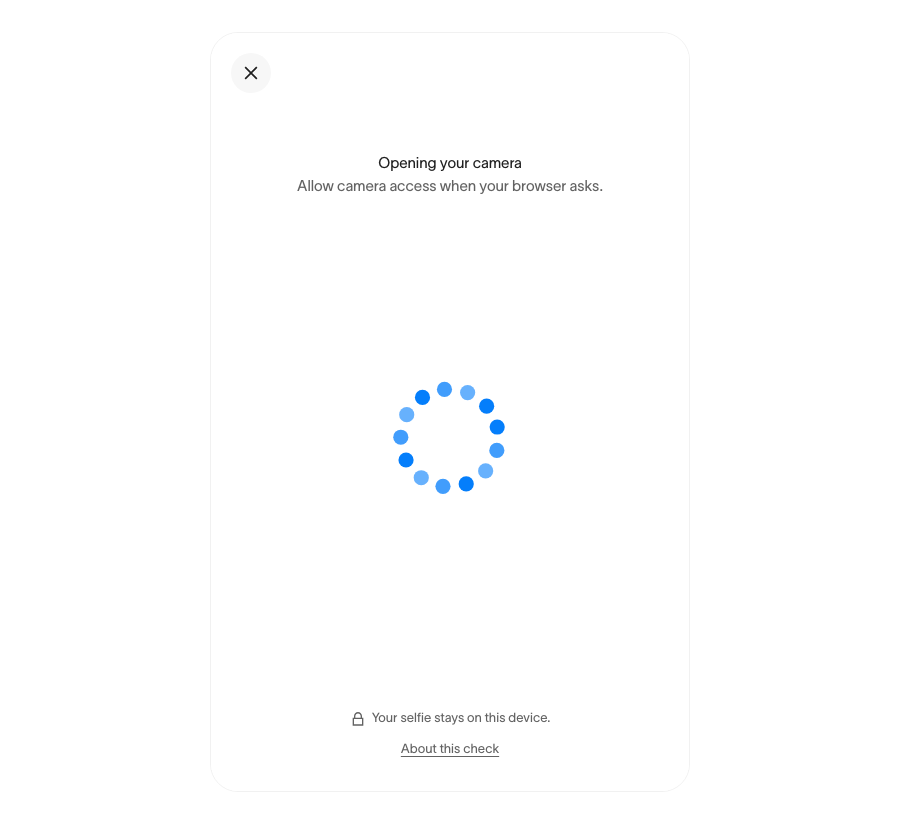 Opening your camera
Allow camera access when your browser asks.
Your selfie stays on this device.
About this check